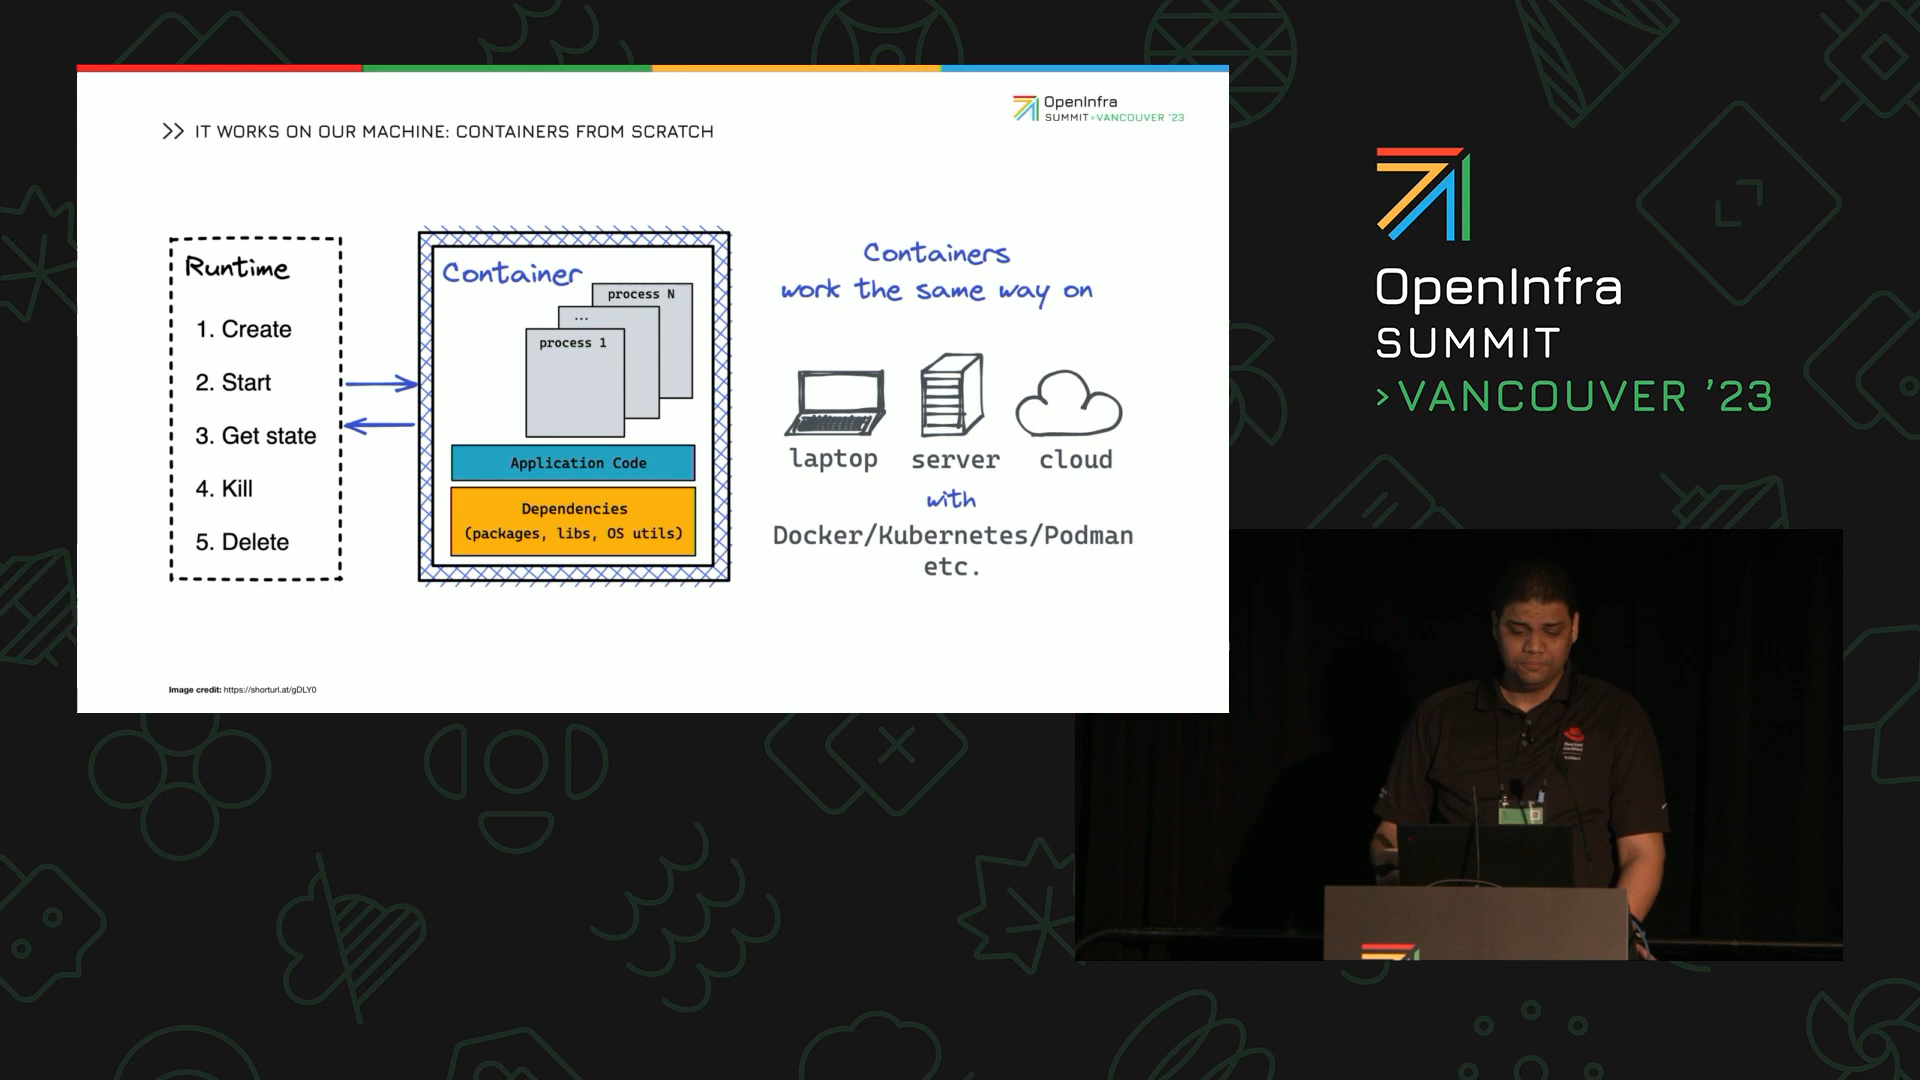 >> IT WORKS ON OUR MACHINE: CONTAINERS FROM SCRATCH
OpenInfra
SUMMIT›VANCOUVER '23
Runtime
1. Create
2. Start
3. Get state
4. Kill
5. Delete
Container
process N
...
process 1
Application Code
Dependencies
(packages, libs, OS utils)
Containers
work the same way on
laptop
server
cloud
with
Docker/Kubernetes/Podman
etc.
Image credit: https://shorturl.at/gDLY0
OpenInfra
SUMMIT
›VANCOUVER '23